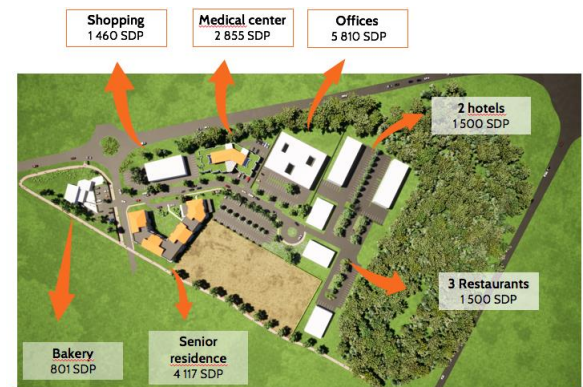 Shopping
1 460 SDP
Medical center
2 855 SDP
Offices
5 810 SDP
2 hotels
1 500 SDP
3 Restaurants
1 500 SDP
Senior
residence
4 117 SDP
Bakery
801 SDP